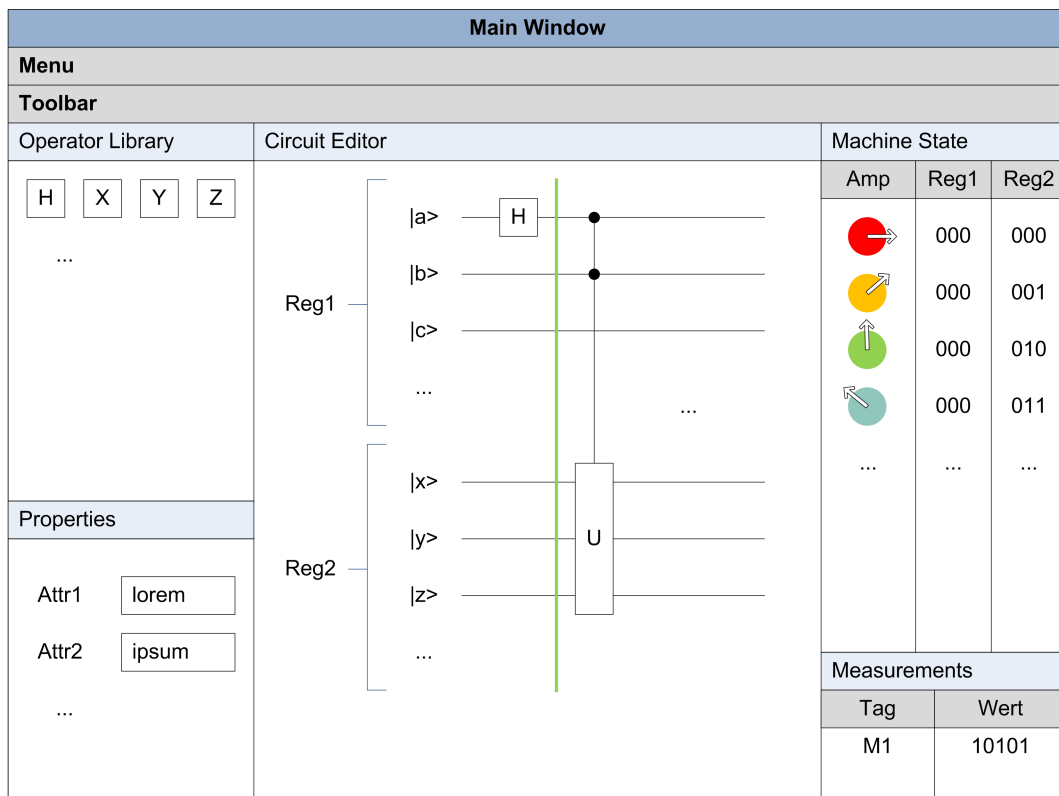 Main Window
Menu
Toolbar
Operator Library
H X Y Z
...
Properties
Attr1 lorem
Attr2 ipsum
...
Circuit Editor
Reg1
|a> H
|b>
|c>
...
...
Reg2
|x>
|y> U
|z>
...
Machine State
Amp Reg1 Reg2
000 000
000 001
000 010
000 011
... ... ...
Measurements
Tag Wert
M1 10101